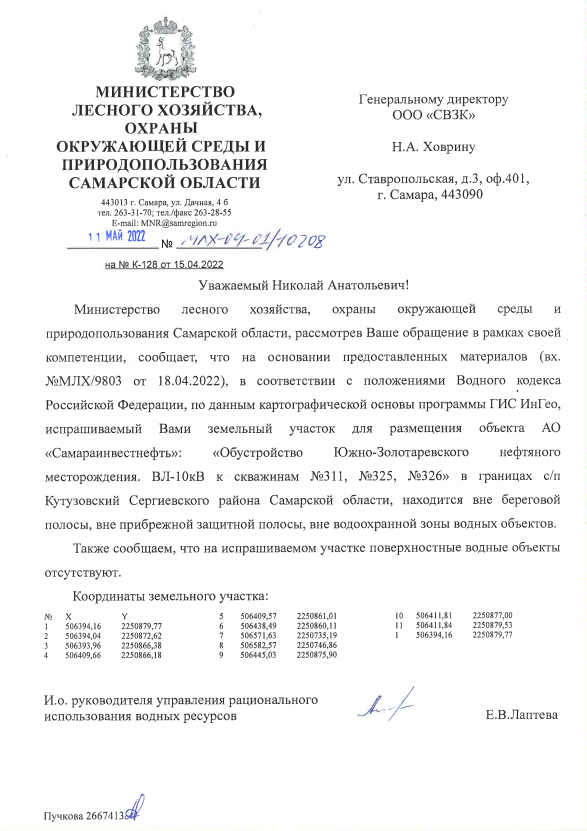 МИНИСТЕРСТВО
ЛЕСНОГО ХОЗЯЙСТВА,
ОХРАНЫ
ОКРУЖАЮЩЕЙ СРЕДЫ И
ПРИРОДОПОЛЬЗОВАНИЯ
САМАРСКОЙ ОБЛАСТИ
443013 г. Самара, ул. Дачная, 4 б
тел. 263-31-70; тел./факс 263-28-55
E-mail: MNR@samregion.ru
11 МАЙ 2022 № МЛХ-04-01/10208
на № К-128 от 15.04.2022
Генеральному директору
ООО «СВЗК»
Н.А. Ховрину
ул. Ставропольская, д.3, оф.401,
г. Самара, 443090
Уважаемый Николай Анатольевич!
Министерство лесного хозяйства, охраны окружающей среды и
природопользования Самарской области, рассмотрев Ваше обращение в рамках своей
компетенции, сообщает, что на основании предоставленных материалов (вх.
№МЛХ/9803 от 18.04.2022), в соответствии с положениями Водного кодекса
Российской Федерации, по данным картографической основы программы ГИС ИнГео,
испрашиваемый Вами земельный участок для размещения объекта АО
«Самараинвестнефть»: «Обустройство Южно-Золотаревского нефтяного
месторождения. ВЛ-10кВ к скважинам №311, №325, №326» в границах с/п
Кутузовский Сергиевского района Самарской области, находится вне береговой
полосы, вне прибрежной защитной полосы, вне водоохранной зоны водных объектов.
Также сообщаем, что на испрашиваемом участке поверхностные водные объекты
отсутствуют.
Координаты земельного участка:
№ X Y 5 506409,57 2250861,01 10 506411,81 2250877,00
1 506394,16 2250879,77 6 506438,49 2250860,11 11 506411,84 2250879,53
2 506394,04 2250872,62 7 506571,63 2250735,19 1 506394,16 2250879,77
3 506393,96 2250866,38 8 506582,57 2250746,86
4 506409,66 2250866,18 9 506445,03 2250875,90
И.о. руководителя управления рационального
использования водных ресурсов Е.В.Лаптева
Пучкова 2667413